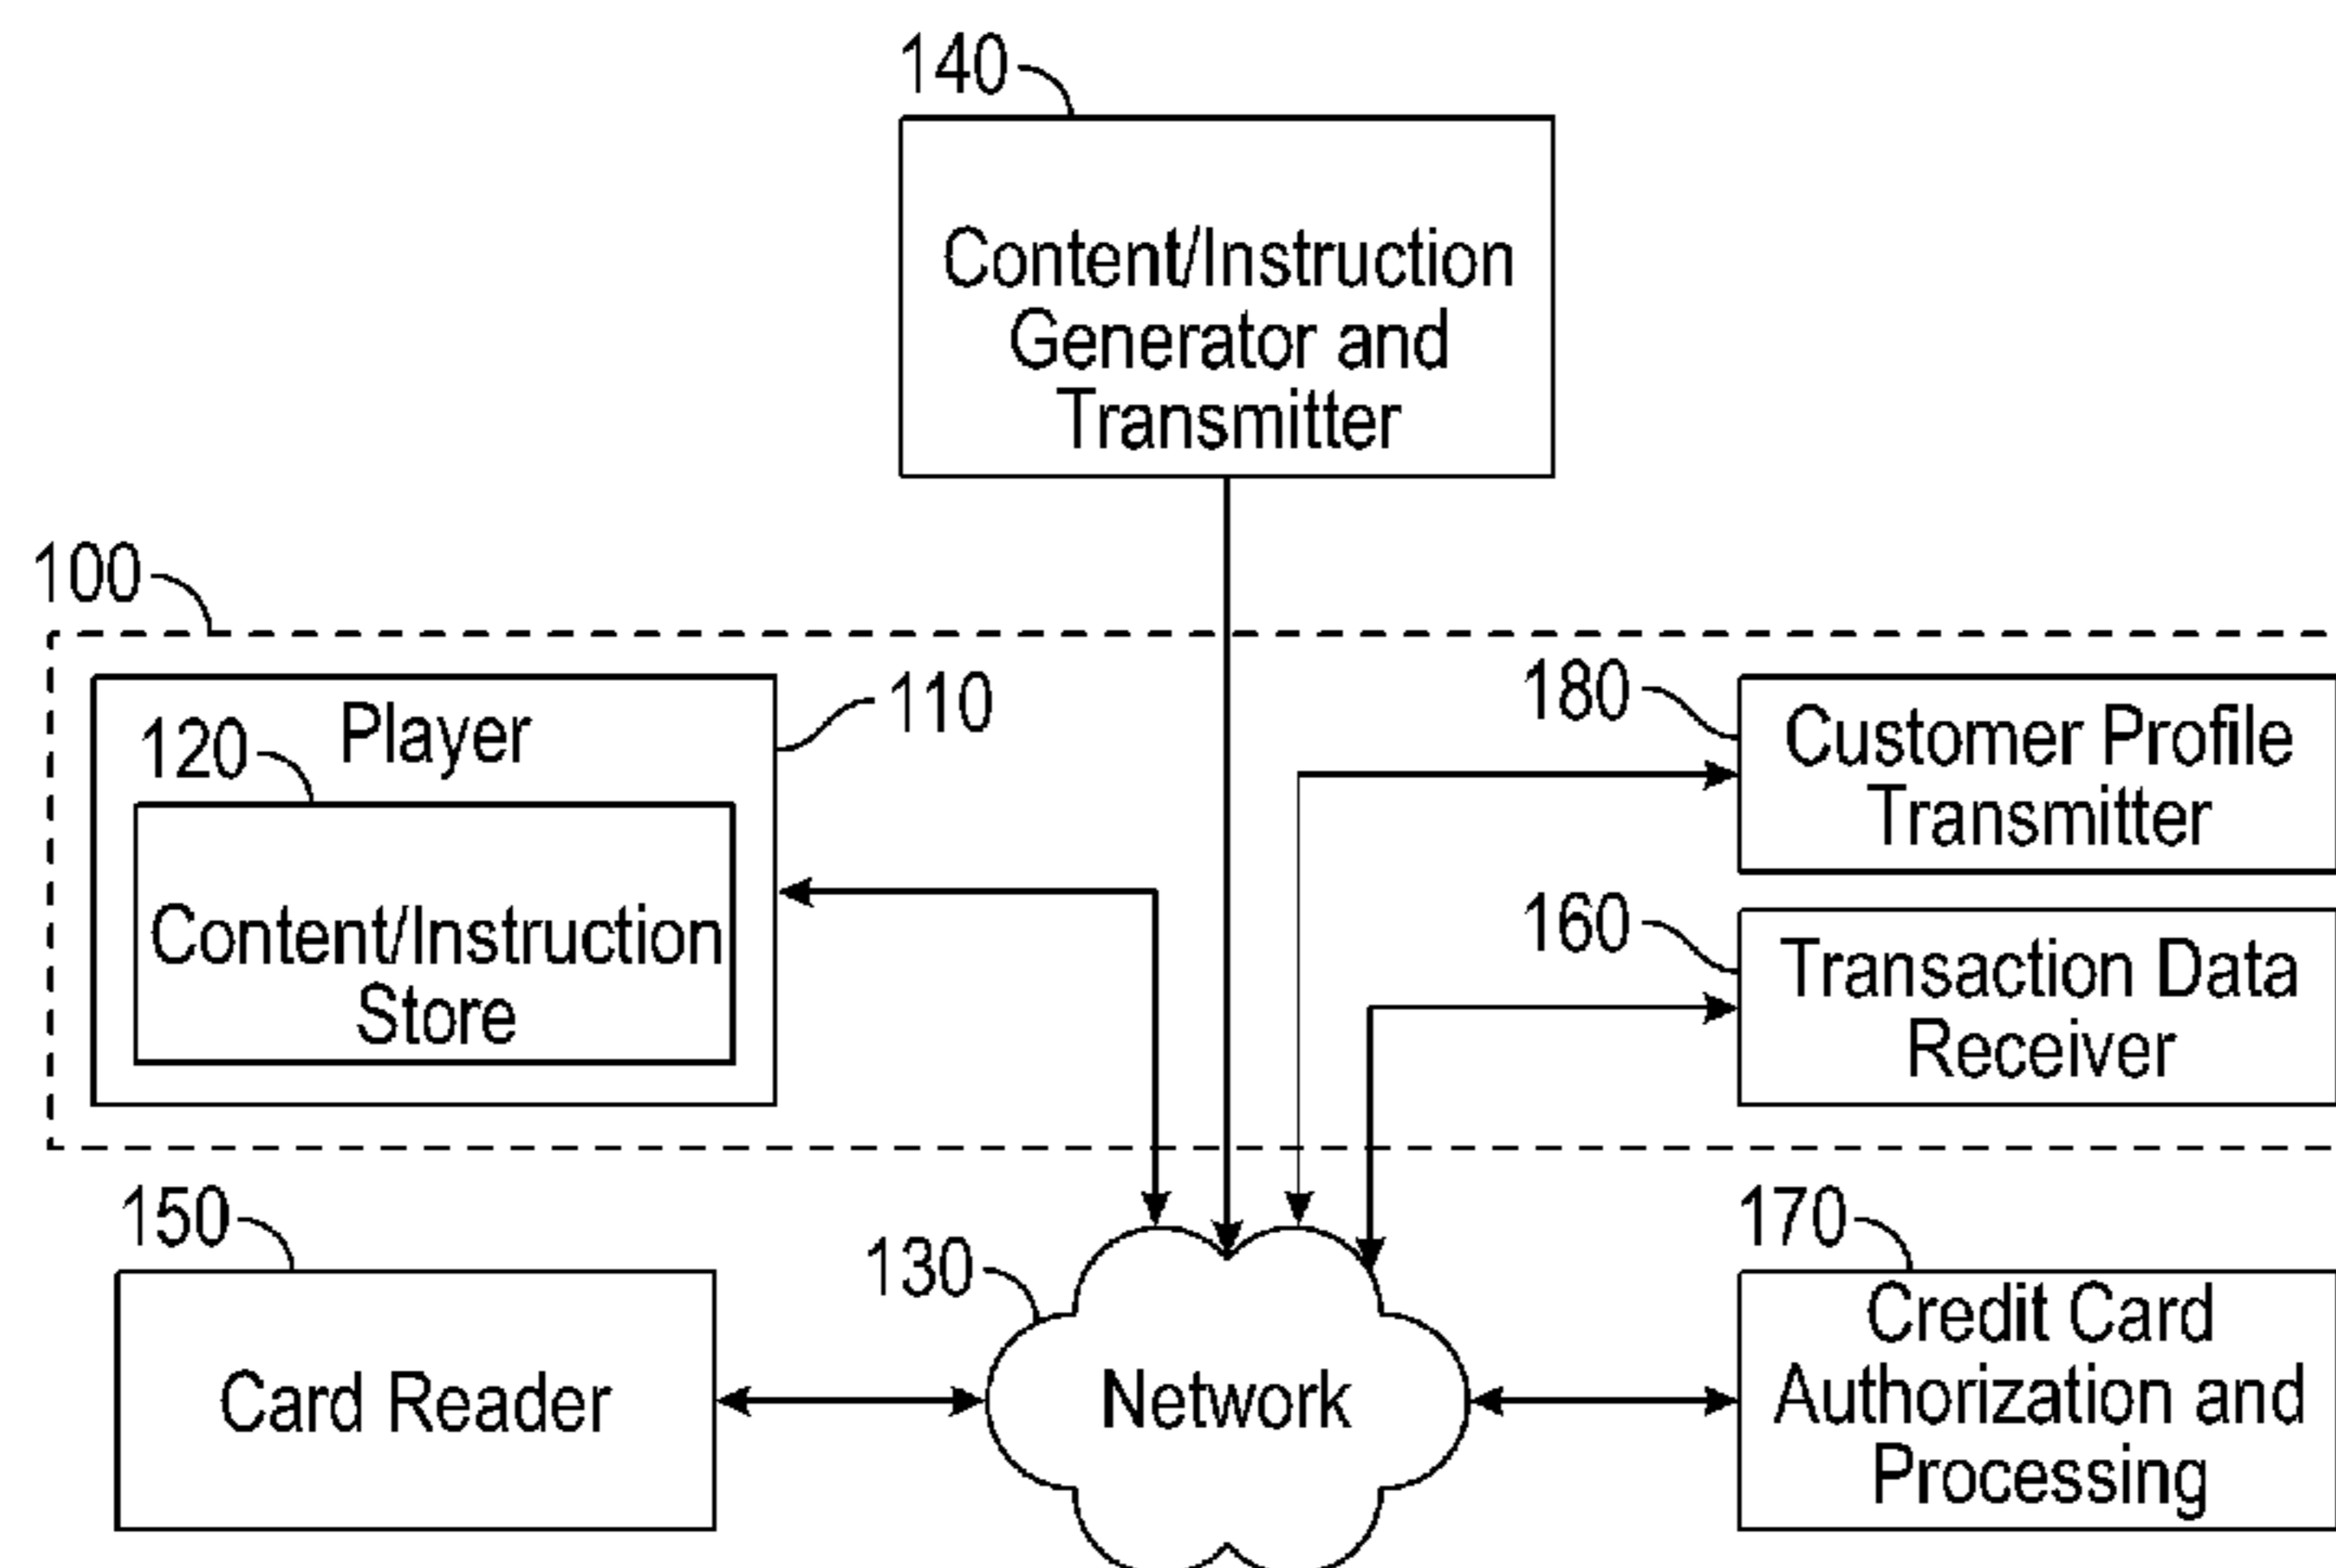 140
Content/Instruction
Generator and
Transmitter
100
Player
110
120
Content/Instruction
Store
180
Customer Profile
Transmitter
160
Transaction Data
Receiver
150
Card Reader
130
Network
170
Credit Card
Authorization and
Processing